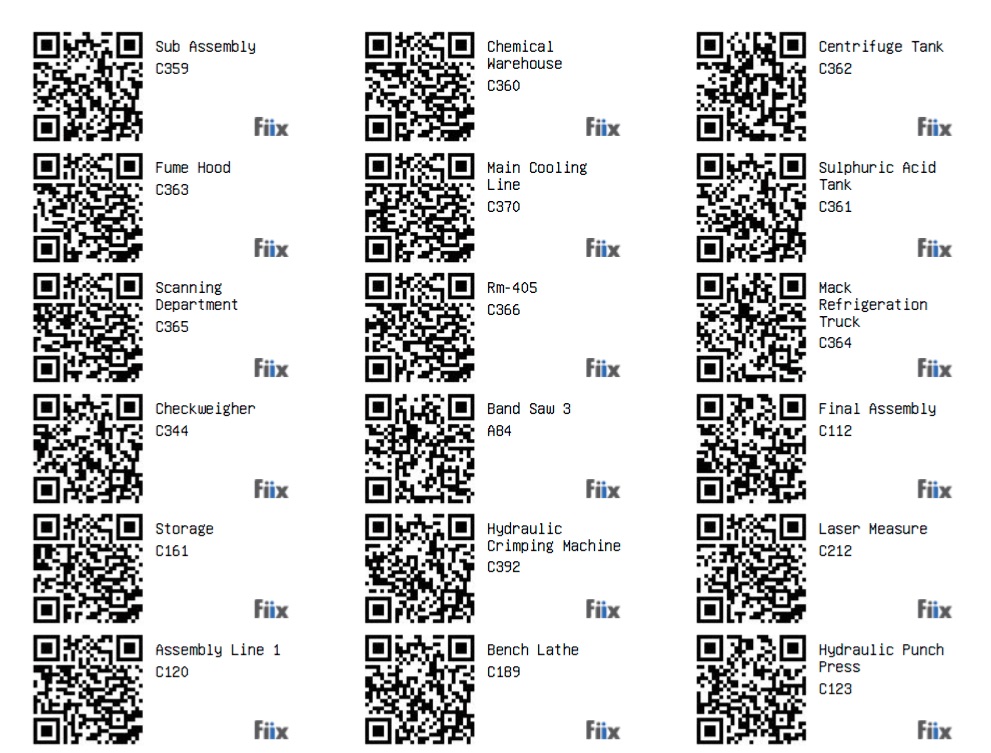 Sub Assembly
C359
Fiix
Chemical
Warehouse
C360
Fiix
Centrifuge Tank
C362
Fiix
Fume Hood
C363
Fiix
Main Cooling
Line
C370
Fiix
Sulphuric Acid
Tank
C361
Fiix
Scanning
Department
C365
Fiix
Rm-405
C366
Fiix
Mack
Refrigeration
Truck
C364
Fiix
Checkweigher
C344
Fiix
Band Saw 3
A84
Fiix
Final Assembly
C112
Fiix
Storage
C161
Fiix
Hydraulic
Crimping Machine
C392
Fiix
Laser Measure
C212
Fiix
Assembly Line 1
C120
Fiix
Bench Lathe
C189
Fiix
Hydraulic Punch
Press
C123
Fiix